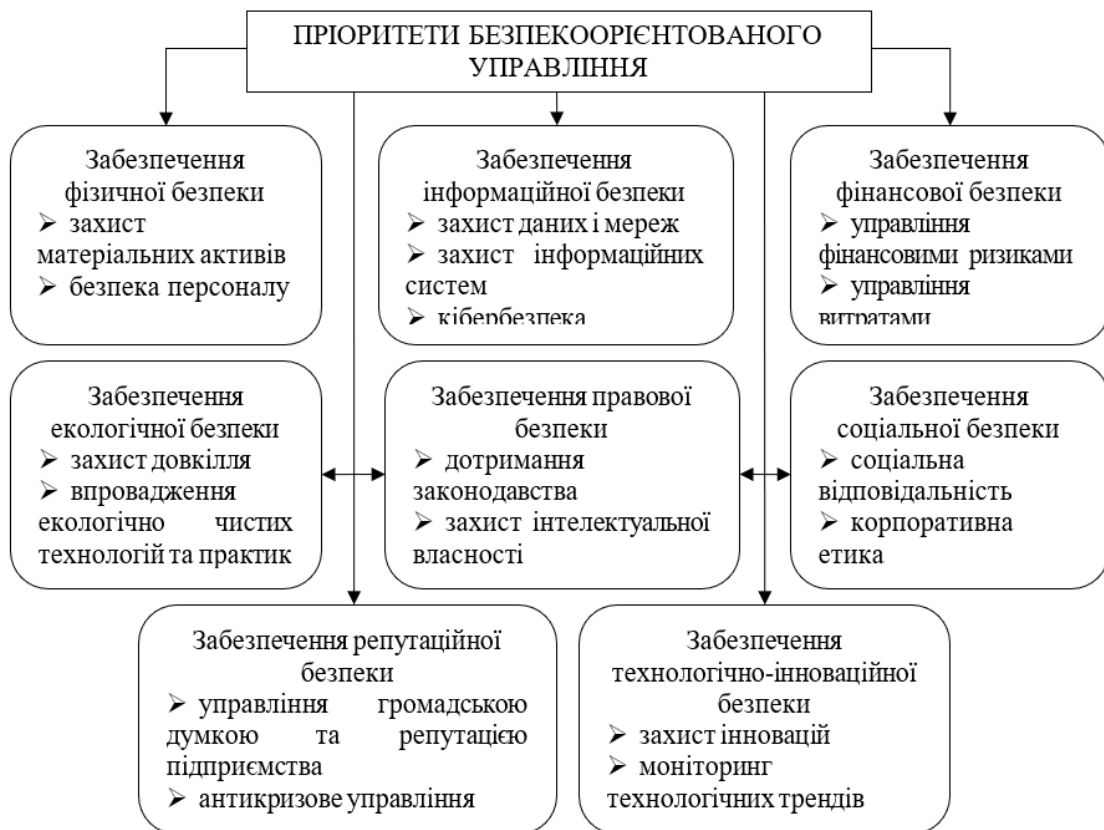 ПРІОРИТЕТИ БЕЗПЕКООРІЄНТОВАНОГО
УПРАВЛІННЯ
Забезпечення
фізичної безпеки
➢ захист
матеріальних активів
➢ безпека персоналу
Забезпечення
інформаційної безпеки
➢ захист даних і мереж
➢ захист інформаційних
систем
➢ кібербезпека
Забезпечення
фінансової безпеки
➢ управління
фінансовими ризиками
➢ управління
витратами
Забезпечення
екологічної безпеки
➢ захист довкілля
➢ впровадження
екологічно чистих
технологій та практик
Забезпечення правової
безпеки
➢ дотримання
законодавства
➢ захист інтелектуальної
власності
Забезпечення
соціальної безпеки
➢ соціальна
відповідальність
➢ корпоративна
етика
Забезпечення репутаційної
безпеки
➢ управління громадською
думкою та репутацією
підприємства
➢ антикризове управління
Забезпечення
технологічно-інноваційної
безпеки
➢ захист інновацій
➢ моніторинг
технологічних трендів